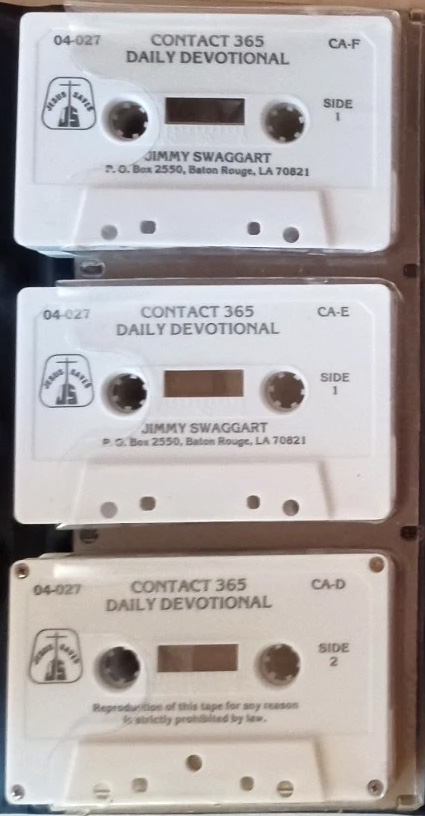 04-027 CONTACT 365 CA-F
DAILY DEVOTIONAL
JESUS SAVES
JS
SIDE
1
JIMMY SWAGGART
P. O. Box 2550, Baton Rouge, LA 70821
04-027 CONTACT 365 CA-E
DAILY DEVOTIONAL
JESUS SAVES
JS
SIDE
1
JIMMY SWAGGART
P. O. Box 2550, Baton Rouge, LA 70821
04-027 CONTACT 365 CA-D
DAILY DEVOTIONAL
JESUS SAVES
JS
SIDE
2
Reproduction of this tape for any reason
is strictly prohibited by law.